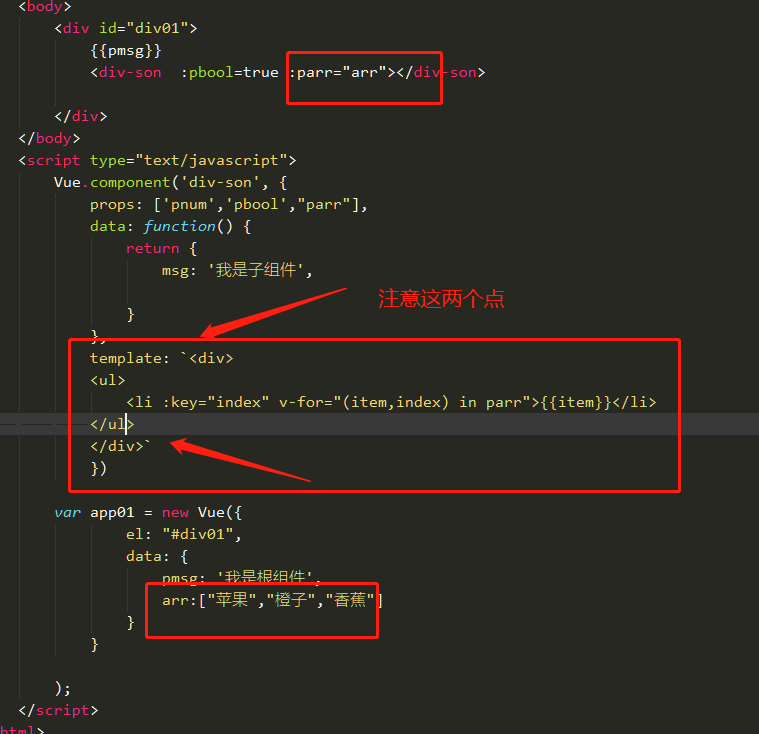 <body>
<div id="div01">
{{pmsg}}
<div-son  :pbool=true :parr="arr"></div-son>
</div>
</body>
<script type="text/javascript">
Vue.component('div-son', {
props: ['pnum','pbool',"parr"],
data: function() {
return {
msg: '我是子组件',
注意这两个点
}
},
template: `<div>
<ul>
<li :key="index" v-for="(item,index) in parr">{{item}}</li>
</ul>
</div>`
})
var app01 = new Vue({
el: "#div01",
data: {
pmsg: '我是根组件',
arr:["苹果","橙子","香蕉"]
}
}
);
</script>
html>